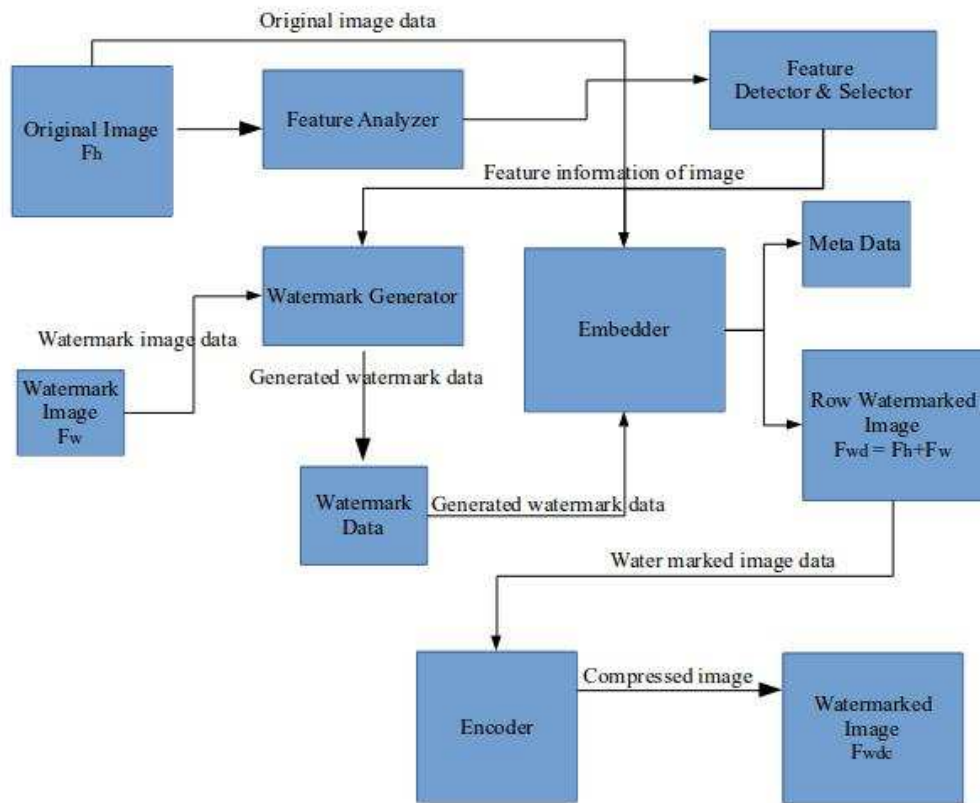 Original image data
Original Image
Fh
Feature Analyzer
Feature
Detector & Selector
Feature information of image
Meta Data
Watermark Generator
Embedder
Watermark image data
Generated watermark data
Watermark
Image
Fw
Row Watermarked
Image
Fwd = Fh+Fw
Watermark
Data
Generated watermark data
Water marked image data
Encoder
Compressed image
Watermarked
Image
Fwdc